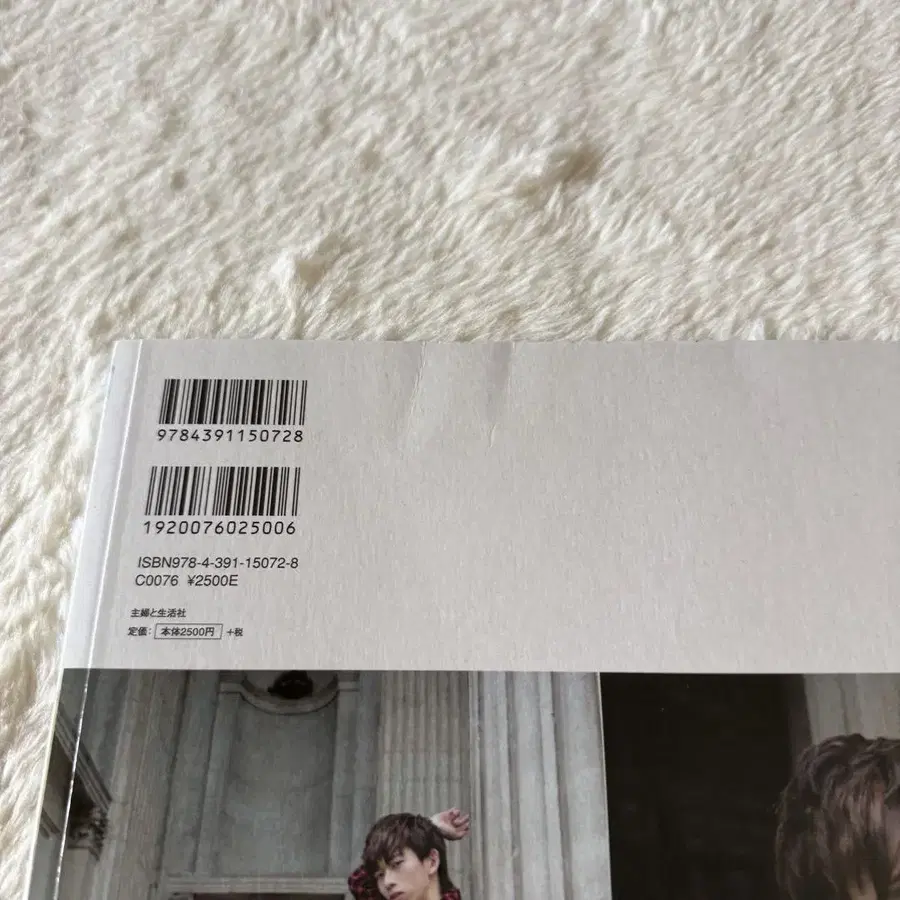 9784391150728
1920076025006
ISBN978-4-391-15072-8
C0076 ¥2500E
主婦と生活社
定価: 本体2500円 +税